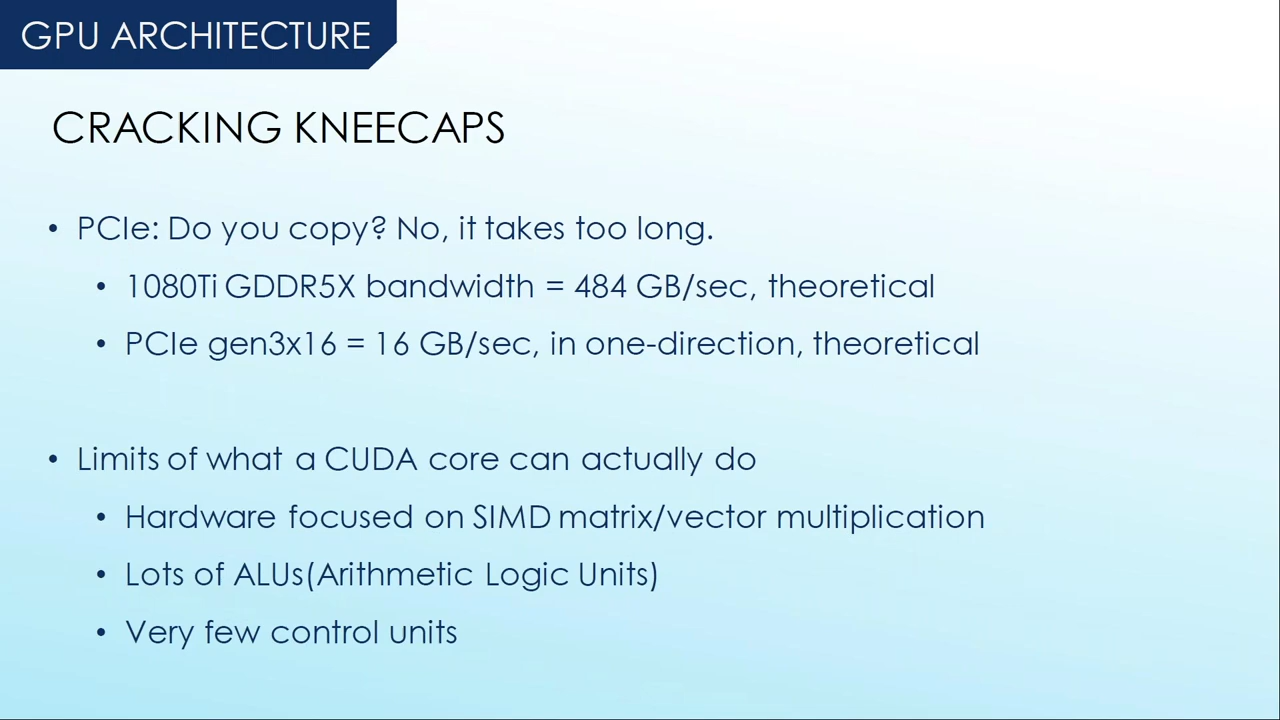 GPU ARCHITECTURE
CRACKING KNEECAPS
• PCIe: Do you copy? No, it takes too long.
• 1080Ti GDDR5X bandwidth = 484 GB/sec, theoretical
• PCIe gen3x16 = 16 GB/sec, in one-direction, theoretical
• Limits of what a CUDA core can actually do
• Hardware focused on SIMD matrix/vector multiplication
• Lots of ALUs(Arithmetic Logic Units)
• Very few control units